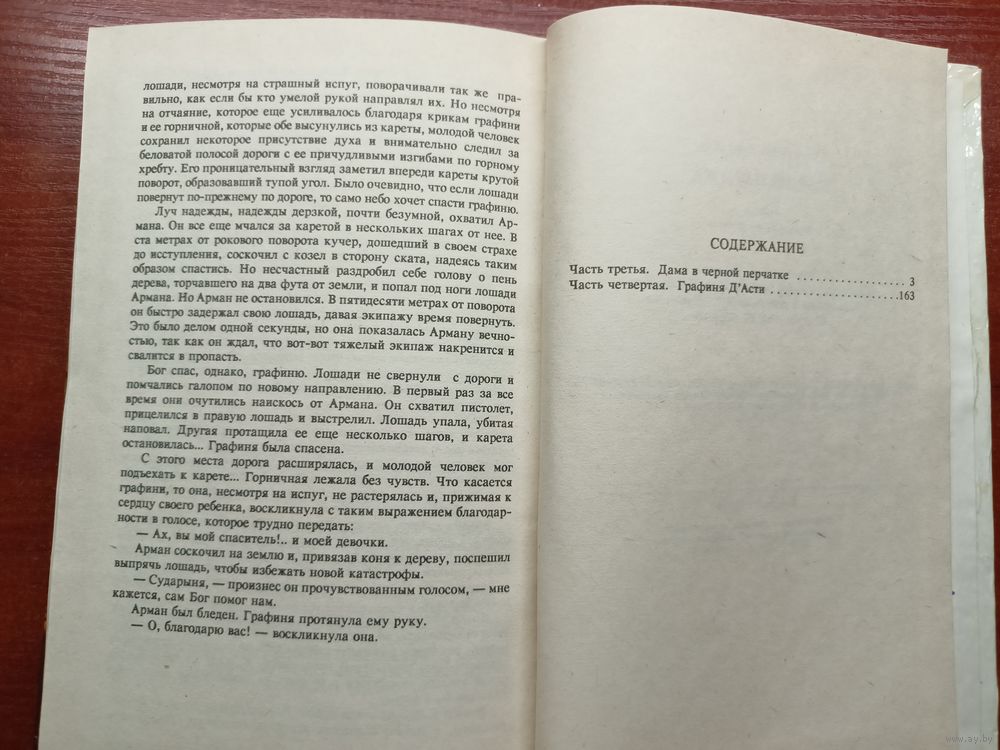 лошади, несмотря на страшный испуг, поворачивали так же пра-
вильно, как если бы кто умелой рукой направлял их. Но несмотря
на отчаяние, которое еще усиливалось благодаря крикам графини
и ее горничной, которые обе высунулись из кареты, молодой человек
сохранил некоторое присутствие духа и внимательно следил за
беловатой полосой дороги с ее причудливыми изгибами по горному
хребту. Его проницательный взгляд заметил впереди кареты крутой
поворот, образовавший тупой угол. Было очевидно, что если лошади
повернут по-прежнему по дороге, то само небо хочет спасти графиню.
Луч надежды, надежды дерзкой, почти безумной, охватил Ар-
мана. Он все еще мчался за каретой в нескольких шагах от нее. В
ста метрах от рокового поворота кучер, дошедший в своем страхе
до исступления, соскочил с козел в сторону ската, надеясь таким
образом спастись. Но несчастный раздробил себе голову о пень
дерева, торчавшего на два фута от земли, и попал под ноги лошади
Армана. Но Арман не остановился. В пятидесяти метрах от поворота
он быстро задержал свою лошадь, давая экипажу время повернуть.
Это было делом одной секунды, но она показалась Арману вечно-
стью, так как он ждал, что вот-вот тяжелый экипаж накренится и
свалится в пропасть.
Бог спас, однако, графиню. Лошади не свернули с дороги и
помчались галопом по новому направлению. В первый раз за все
время они очутились наискось от Армана. Он схватил пистолет,
прицелился в правую лошадь и выстрелил. Лошадь упала, убитая
наповал. Другая протащила ее еще несколько шагов, и карета
остановилась... Графиня была спасена.
С этого места дорога расширялась, и молодой человек мог
подъехать к карете... Горничная лежала без чувств. Что касается
графини, то она, несмотря на испуг, не растерялась и, прижимая к
сердцу своего ребенка, воскликнула с таким выражением благодар-
ности в голосе, которое трудно передать:
— Ах, вы мой спаситель!.. и моей девочки.
Арман соскочил на землю и, привязав коня к дереву, поспешил
выпрячь лошадь, чтобы избежать новой катастрофы.
— Сударыня, — произнес он прочувствованным голосом, — мне
кажется, сам Бог помог нам.
Арман был бледен. Графиня протянула ему руку.
— О, благодарю вас! — воскликнула она.
СОДЕРЖАНИЕ
Часть третья. Дама в черной перчатке . . . . . . . . . . . . . . . . . 3
Часть четвертая. Графиня Д'Асти . . . . . . . . . . . . . . . . . . . .163
www.ay.by